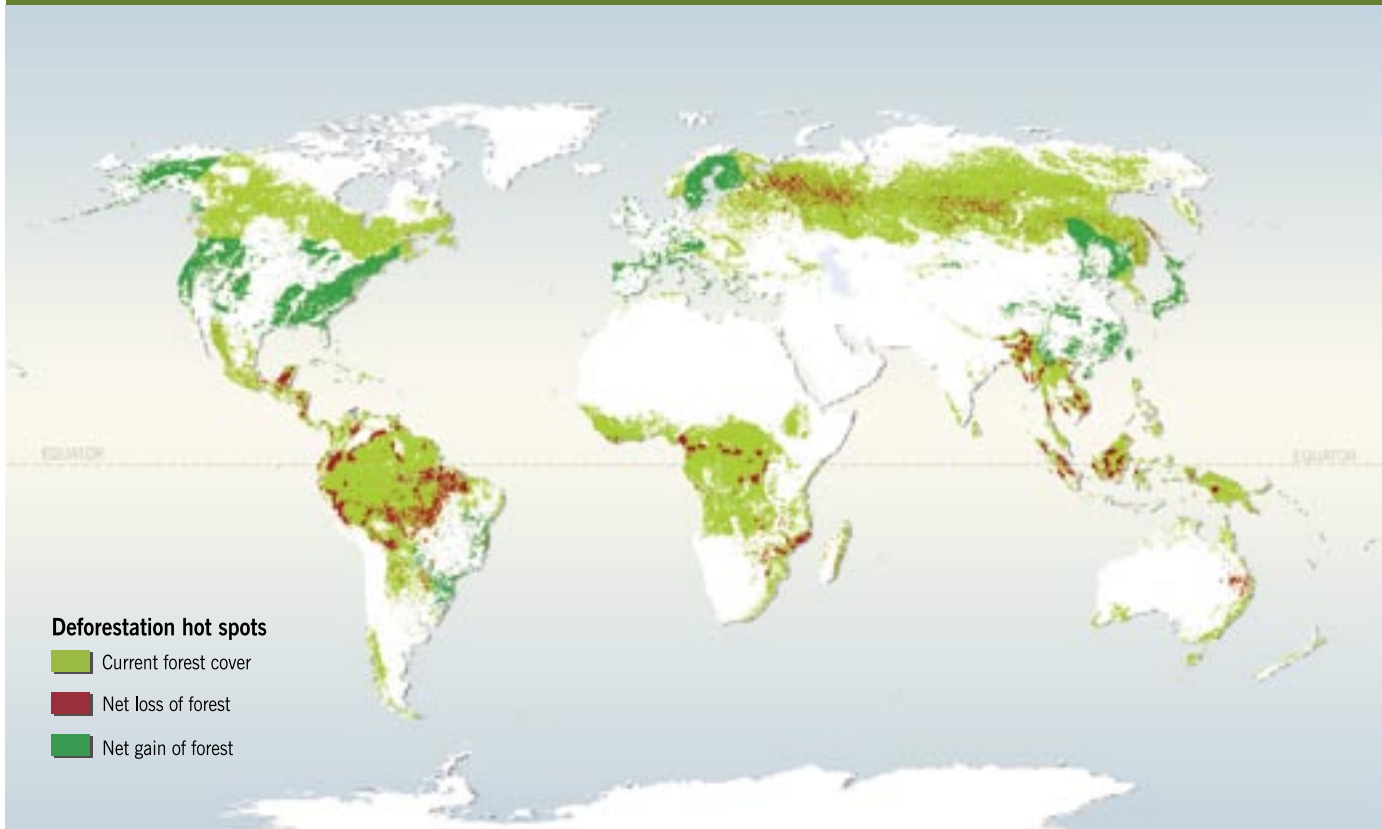 EQUATOR
EQUATOR
Deforestation hot spots
Current forest cover
Net loss of forest
Net gain of forest